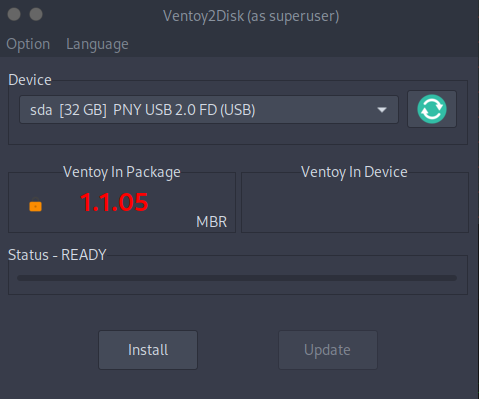 Ventoy2Disk (as superuser)
Option Language
Device
sda [32 GB] PNY USB 2.0 FD (USB)
Ventoy In Package Ventoy In Device
1.1.05
MBR
Status - READY
Install Update